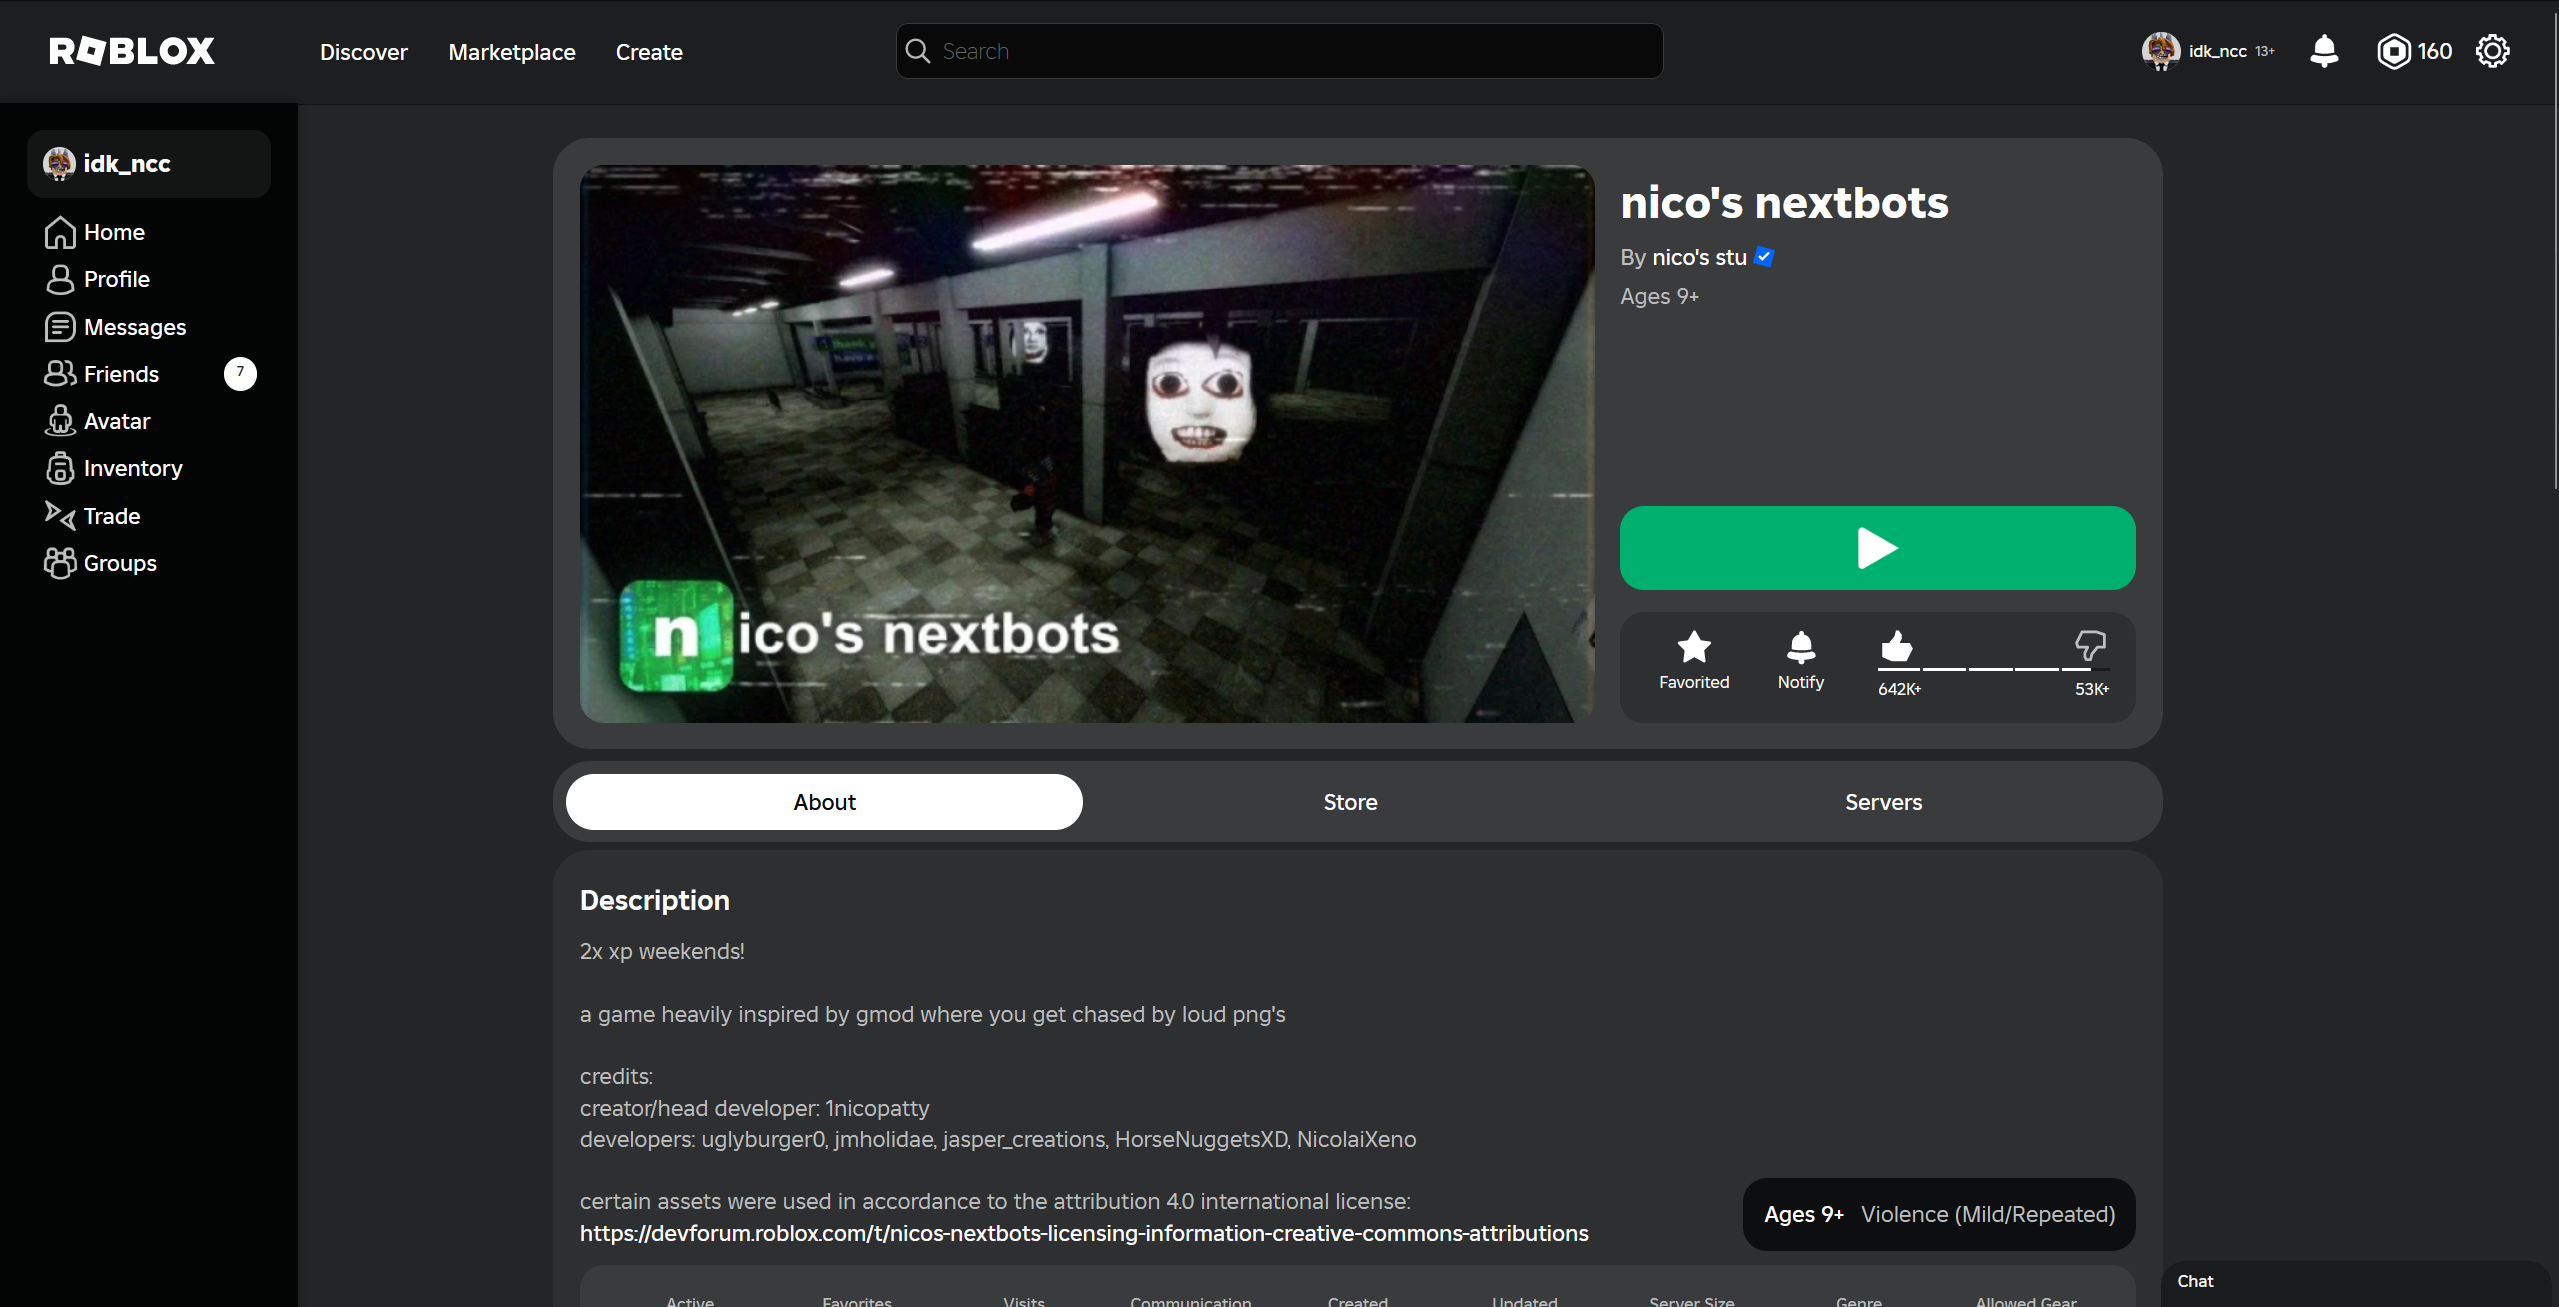 ROBLOX
Discover
Marketplace
Create
Search
idk_ncc 13+
160
idk_ncc
Home
Profile
Messages
Friends
7
Avatar
Inventory
Trade
Groups
nico's nextbots
nico's nextbots
By nico's stu
Ages 9+
Favorited
Notify
642K+
53K+
About
Store
Servers
Description
2x xp weekends!
a game heavily inspired by gmod where you get chased by loud png's
credits:
creator/head developer: 1nicopatty
developers: uglyburger0, jmholidae, jasper_creations, HorseNuggetsXD, NicolaiXeno
certain assets were used in accordance to the attribution 4.0 international license:
https://devforum.roblox.com/t/nicos-nextbots-licensing-information-creative-commons-attributions
Ages 9+ Violence (Mild/Repeated)
Active
Favorites
Visits
Communication
Created
Updated
Server Size
Genre
Allowed Gear
Chat